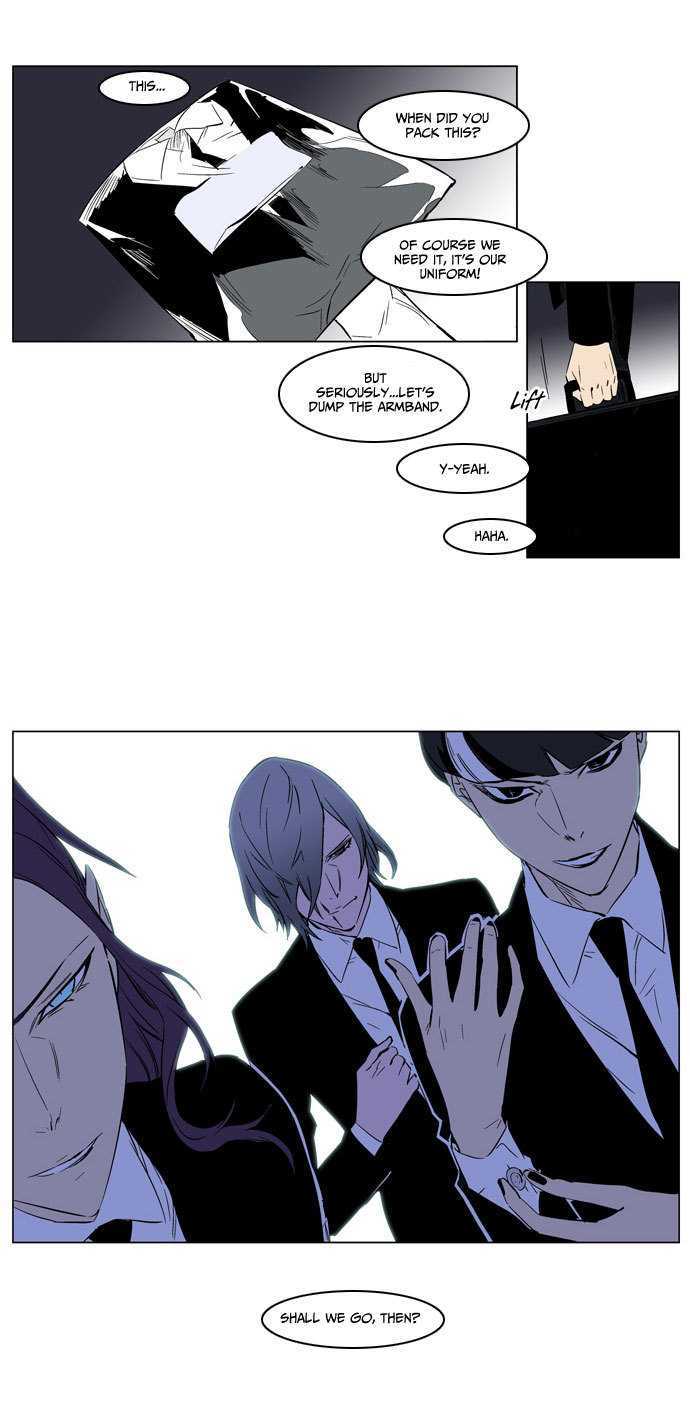 THIS...
WHEN DID YOU
PACK THIS?
OF COURSE WE
NEED IT, IT'S OUR
UNIFORM!
BUT
SERIOUSLY...LET'S
DUMP THE ARMBAND.
Lift
Y-YEAH.
HAHA.
SHALL WE GO, THEN?